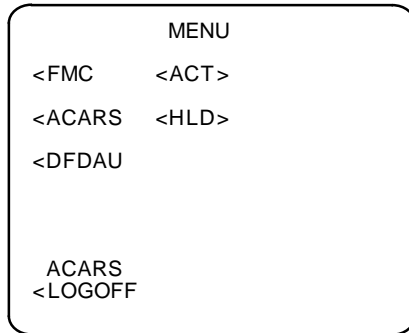 MENU
<FMC <ACT>
<ACARS <HLD>
<DFDAU
ACARS
<LOGOFF